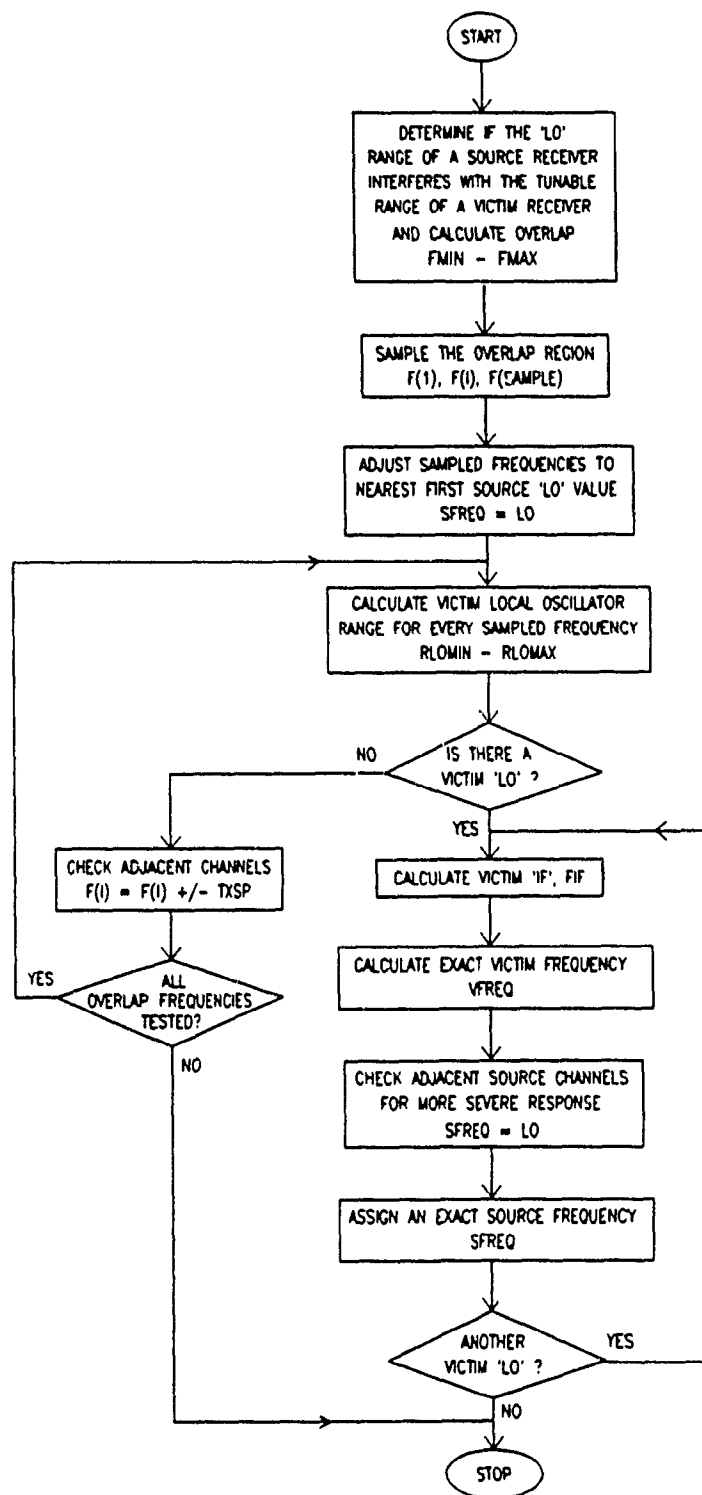 START
DETERMINE IF THE 'LO'
RANGE OF A SOURCE RECEIVER
INTERFERES WITH THE TUNABLE
RANGE OF A VICTIM RECEIVER
AND CALCULATE OVERLAP
FMIN - FMAX
SAMPLE THE OVERLAP REGION
F(1), F(I), F(SAMPLE)
ADJUST SAMPLED FREQUENCIES TO
NEAREST FIRST SOURCE 'LO' VALUE
SFREQ = LO
CALCULATE VICTIM LOCAL OSCILLATOR
RANGE FOR EVERY SAMPLED FREQUENCY
RLOMIN - RLOMAX
IS THERE A
VICTIM 'LO' ?
NO
YES
CHECK ADJACENT CHANNELS
F(I) = F(I) +/- TXSP
ALL
OVERLAP FREQUENCIES
TESTED?
YES
NO
CALCULATE VICTIM 'IF', FIF
CALCULATE EXACT VICTIM FREQUENCY
VFREQ
CHECK ADJACENT SOURCE CHANNELS
FOR MORE SEVERE RESPONSE
SFREQ = LO
ASSIGN AN EXACT SOURCE FREQUENCY
SFREQ
ANOTHER
VICTIM 'LO' ?
YES
NO
STOP